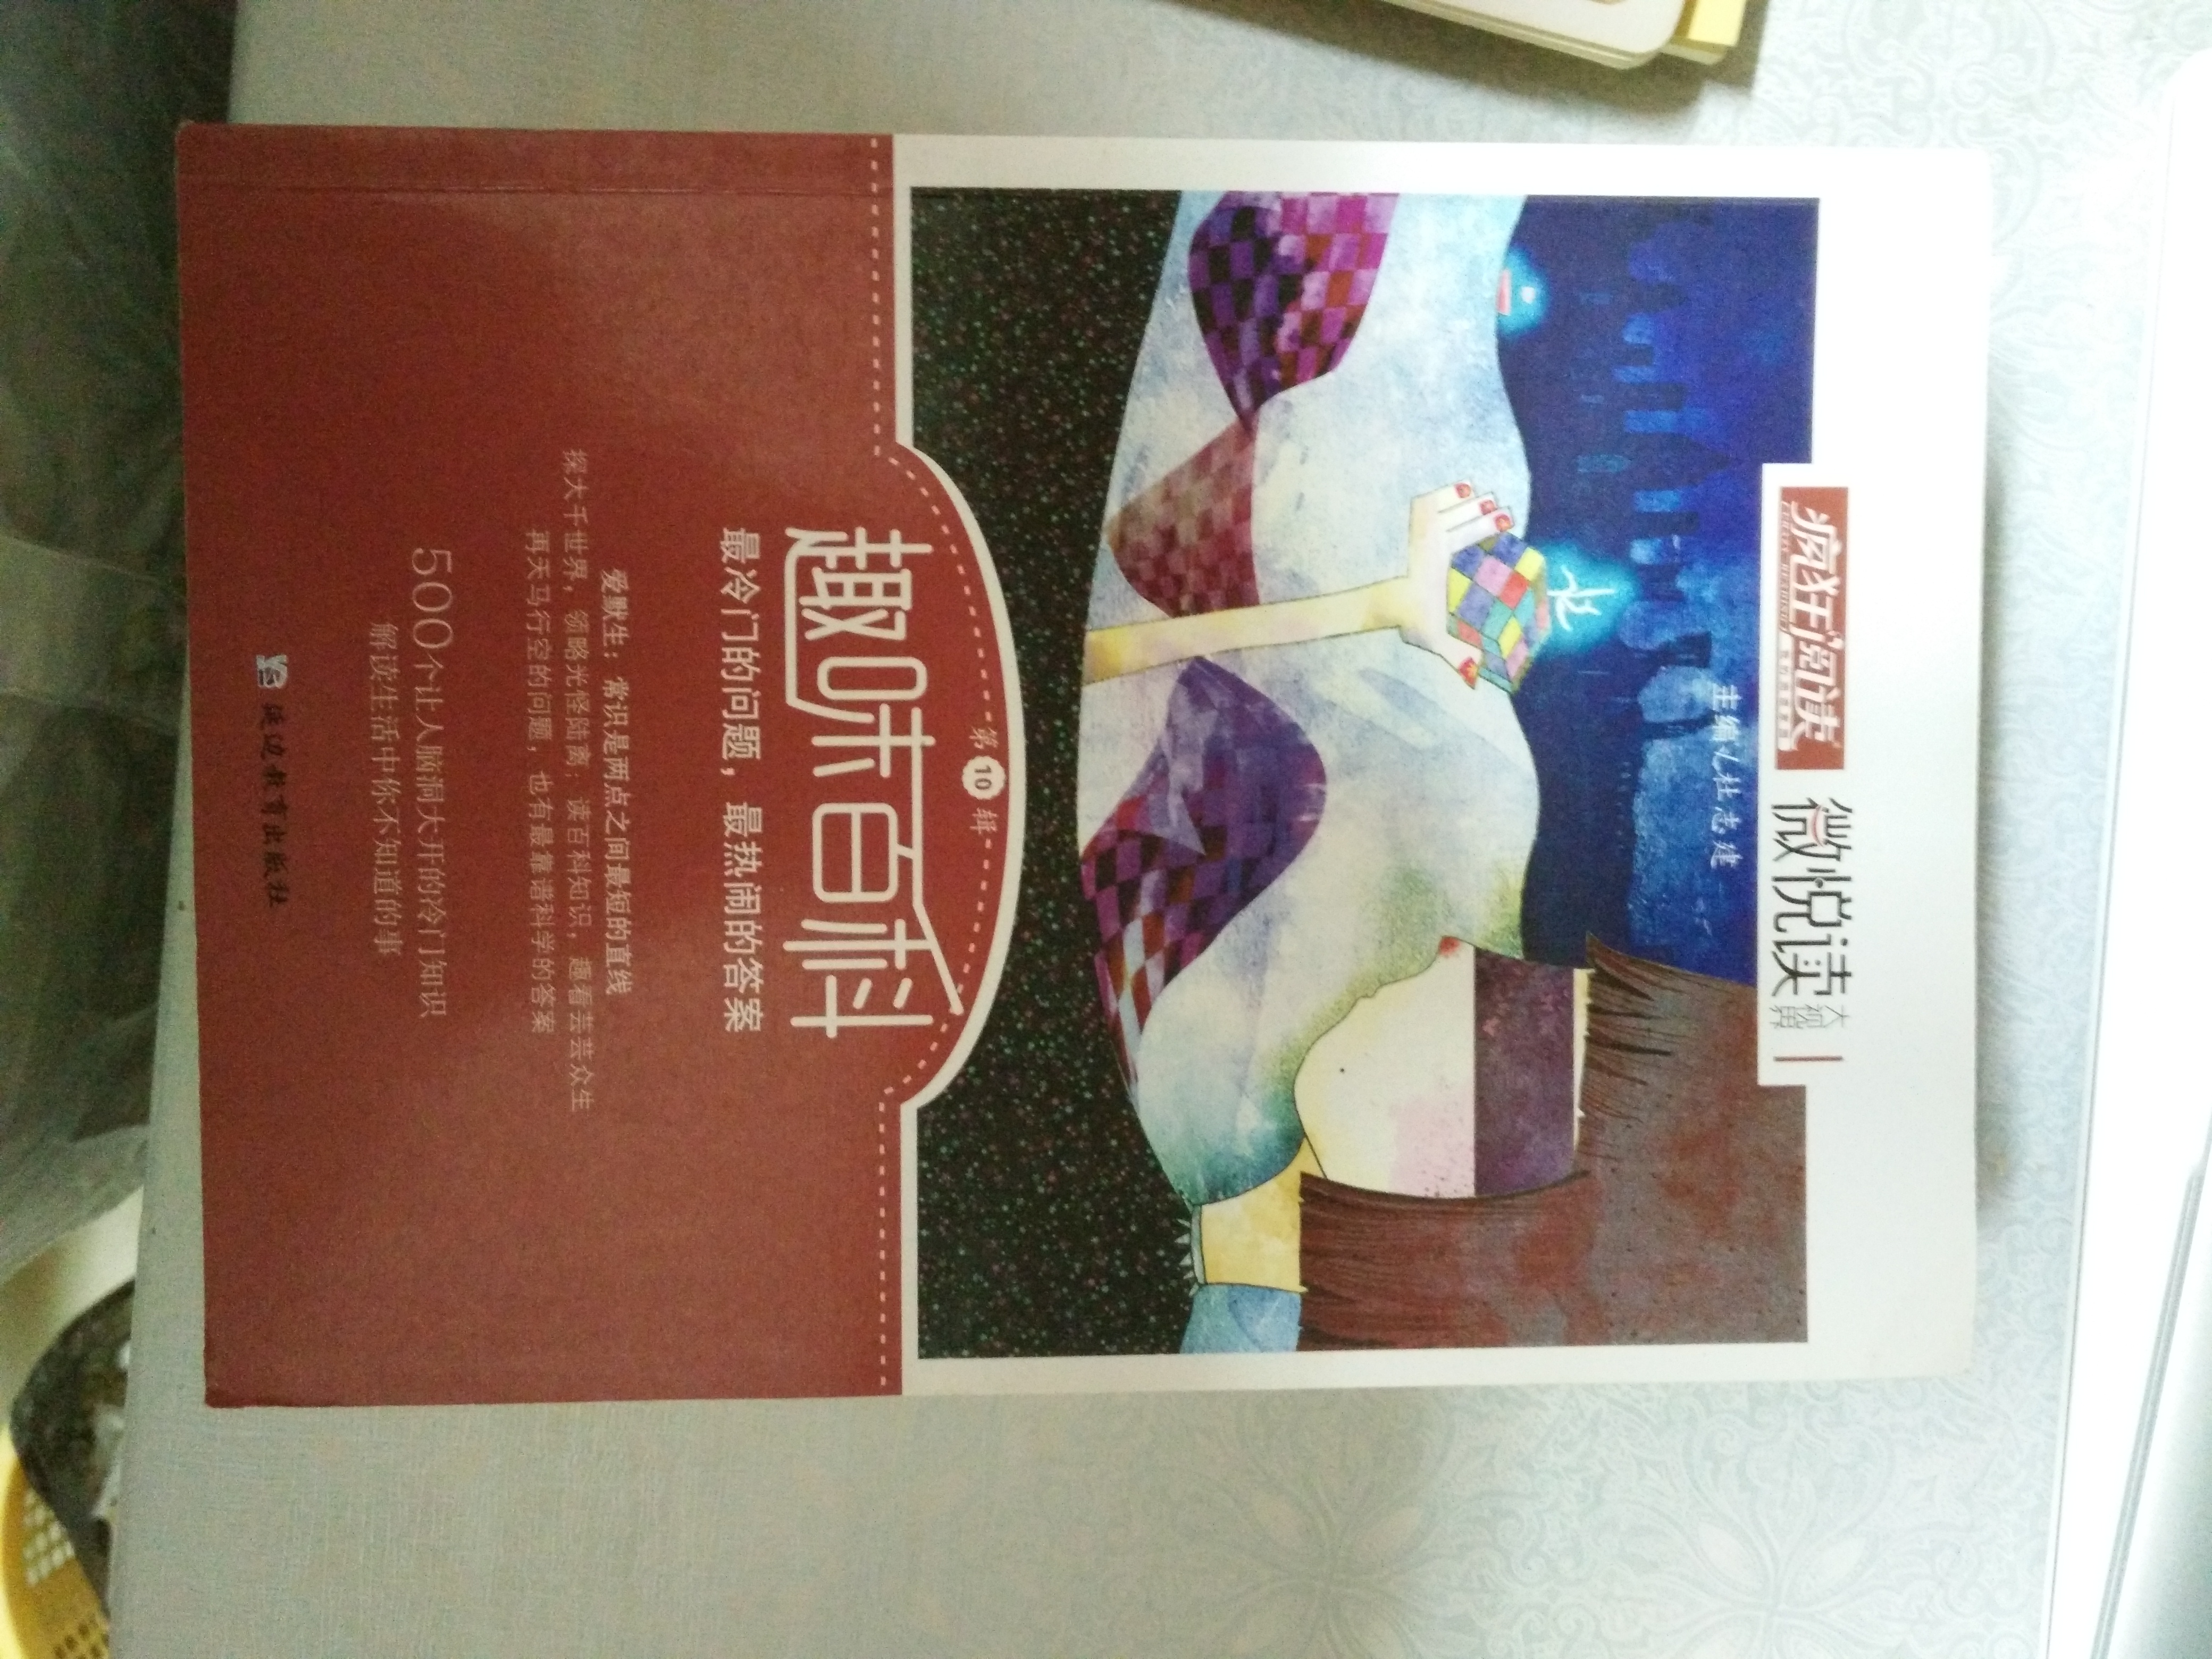 疯狂阅读
微悦读
大视界
主编/杜志建
第10辑
趣味百科
最冷门的问题，最热闹的答案
爱默生：常识是两点之间最短的直线
探大千世界，领略光怪陆离；读百科知识，趣看芸芸众生
再天马行空的问题，也有最靠谱科学的答案
500个让人脑洞大开的冷门知识
解读生活中你不知道的事
延边教育出版社